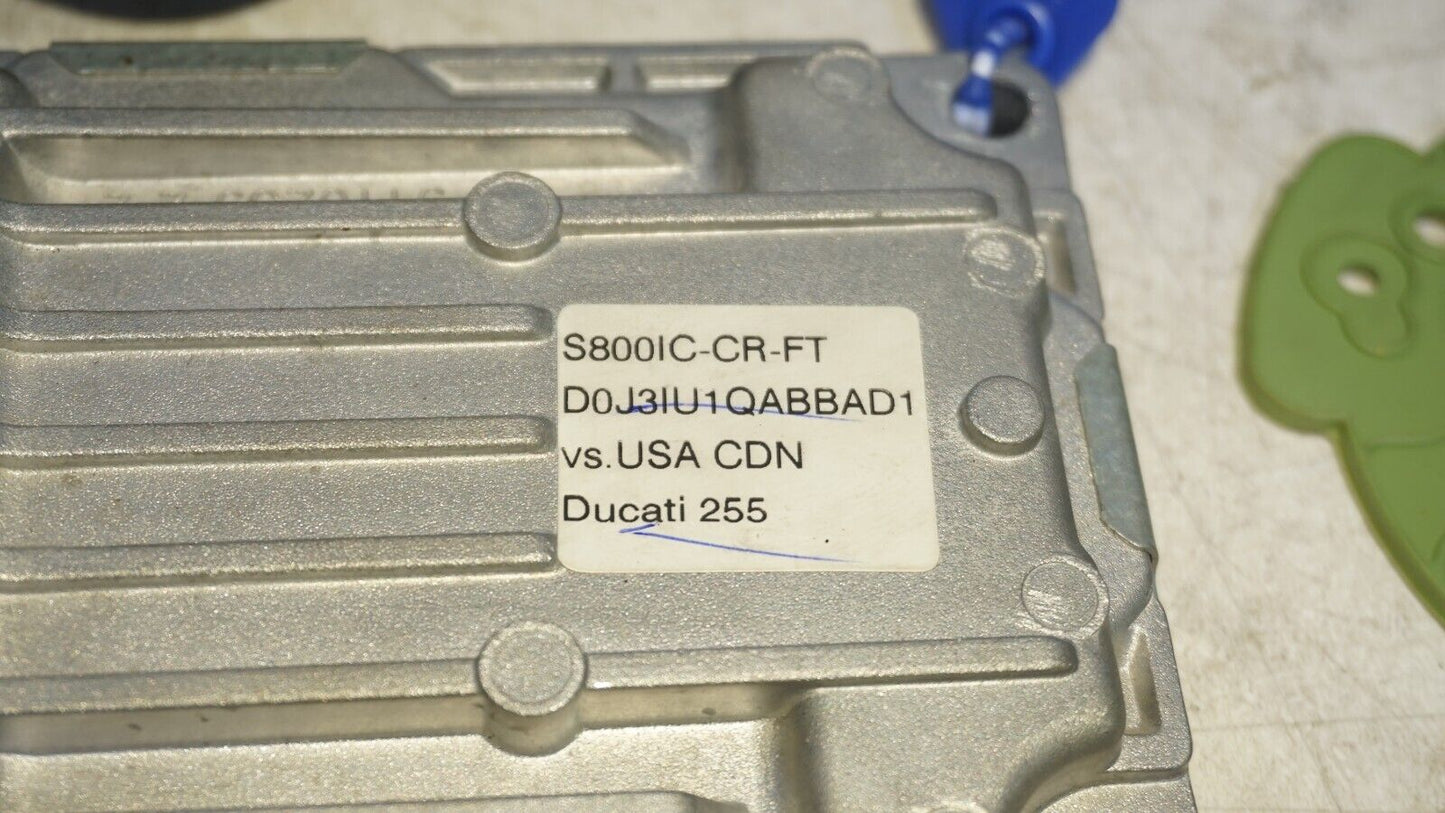 S800IC-CR-FT
D0J3IU1QABBAD1
vs.USA CDN
Ducati 255